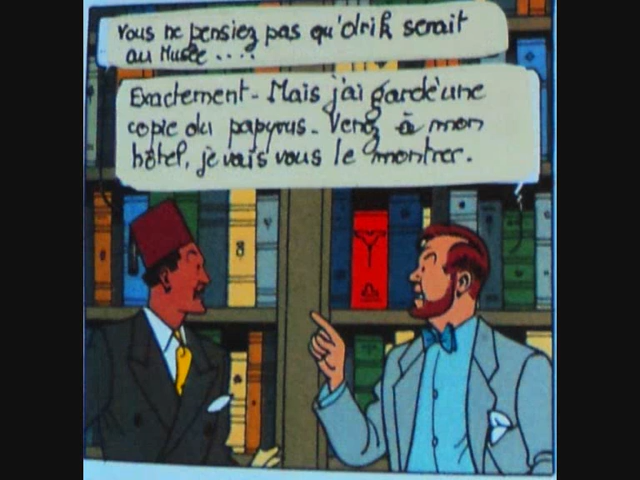 Vous ne pensiez pas qu'olrik serait
au Musée ....
Exactement - Mais j'ai gardé une
copie du papyrus - Venez à mon
hôtel, je vais vous le montrer.